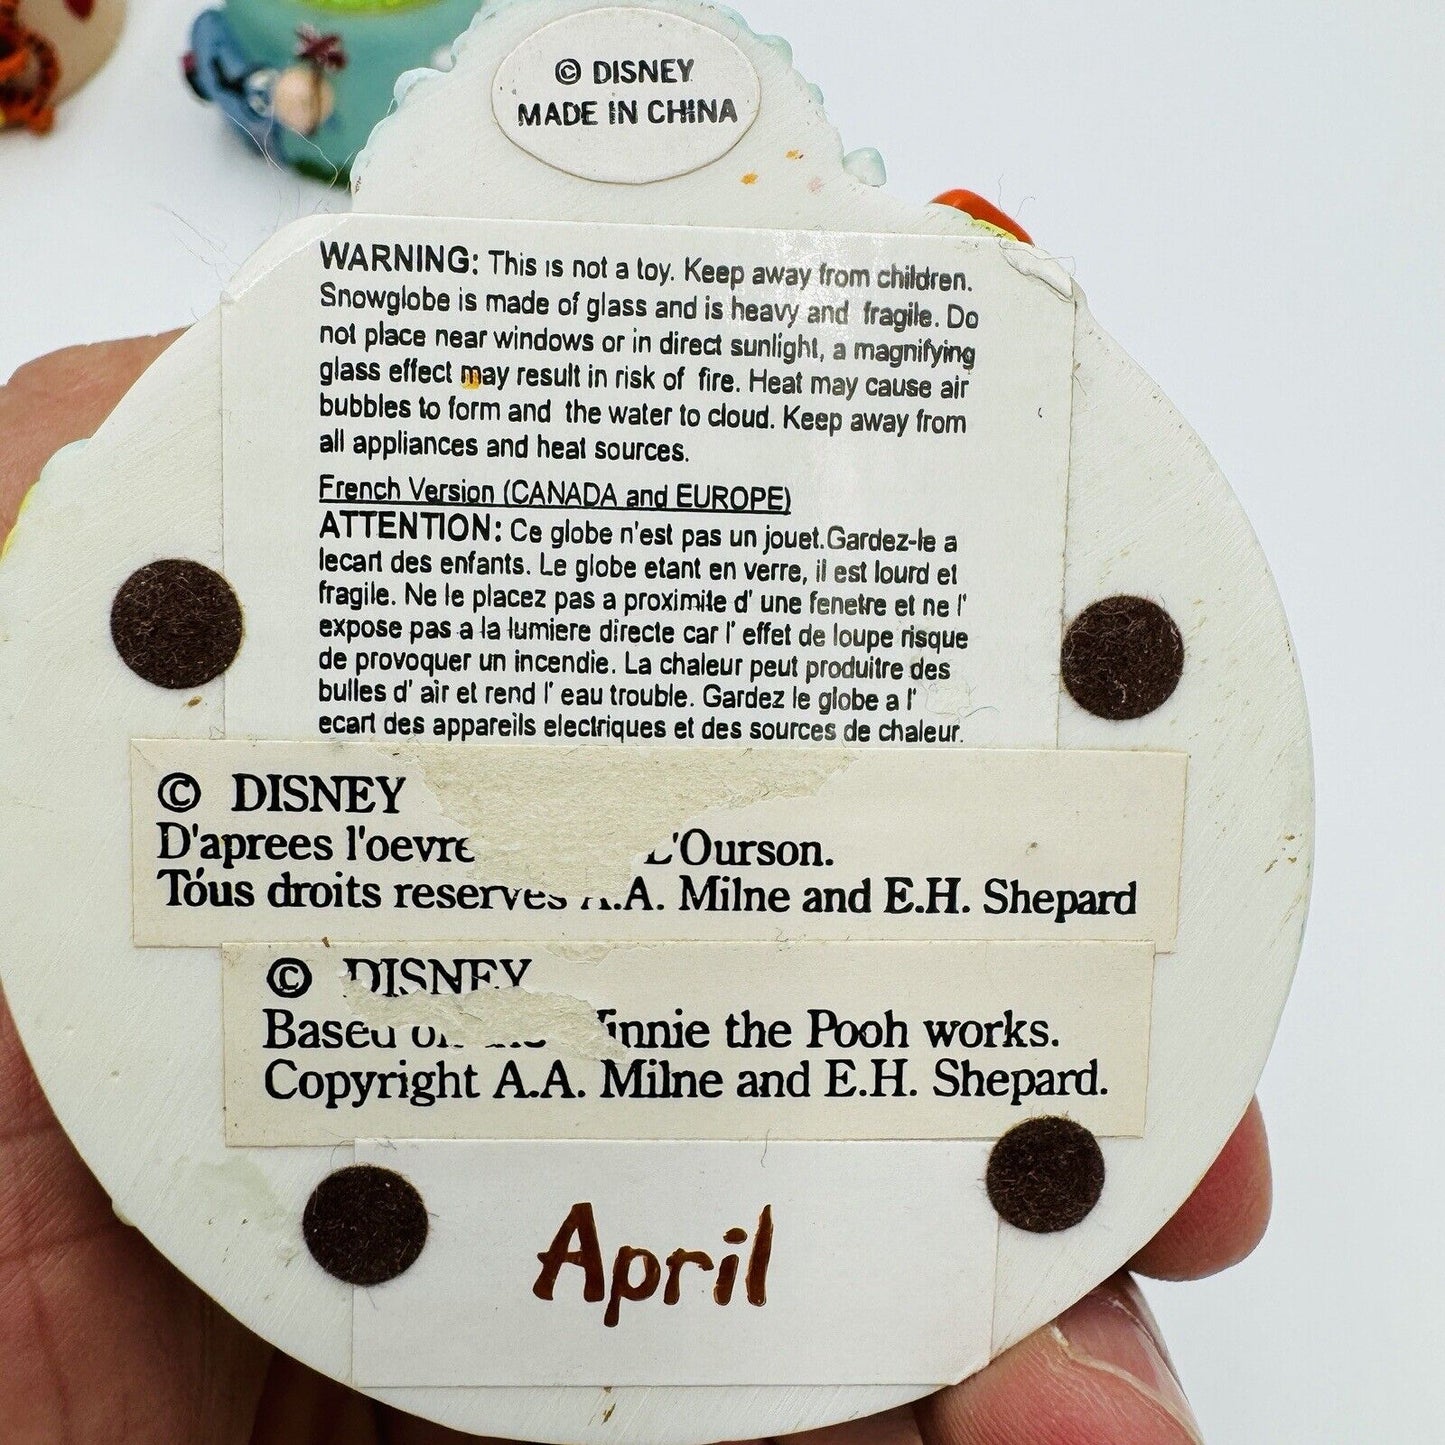 © DISNEY
MADE IN CHINA
WARNING: This is not a toy. Keep away from children.
Snowglobe is made of glass and is heavy and fragile. Do
not place near windows or in direct sunlight, a magnifying
glass effect may result in risk of fire. Heat may cause air
bubbles to form and the water to cloud. Keep away from
all appliances and heat sources.
French Version (CANADA and EUROPE)
ATTENTION: Ce globe n'est pas un jouet.Gardez-le a
lecart des enfants. Le globe etant en verre, il est lourd et
fragile. Ne le placez pas a proximite d' une fenetre et ne l'
expose pas a la lumiere directe car l' effet de loupe risque
de provoquer un incendie. La chaleur peut produitre des
bulles d' air et rend l' eau trouble. Gardez le globe a l'
ecart des appareils electriques et des sources de chaleur.
© DISNEY
D'aprees l'oevre L'Ourson.
Tóus droits reserves A.A. Milne and E.H. Shepard
© DISNEY
Based on the Winnie the Pooh works.
Copyright A.A. Milne and E.H. Shepard.
April